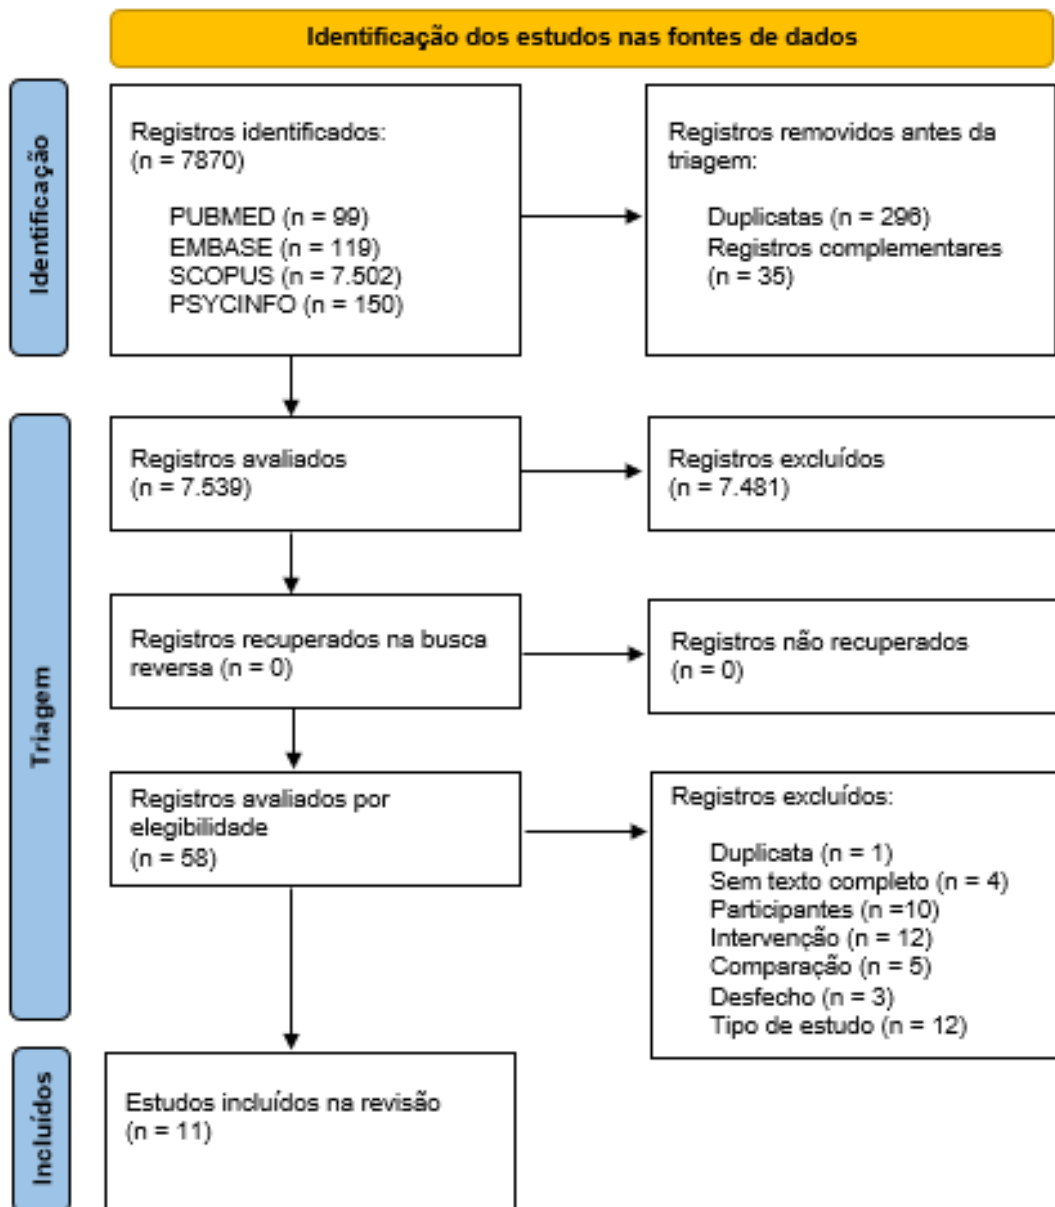 Identificação dos estudos nas fontes de dados
Identificação
Registros identificados:
(n = 7870)
PUBMED (n = 99)
EMBASE (n = 119)
SCOPUS (n = 7.502)
PSYCINFO (n = 150)
Registros removidos antes da
triagem:
Duplicatas (n = 296)
Registros complementares
(n = 35)
Triagem
Registros avaliados
(n = 7.539)
Registros excluídos
(n = 7.481)
Registros recuperados na busca
reversa (n = 0)
Registros não recuperados
(n = 0)
Registros avaliados por
elegibilidade
(n = 58)
Registros excluídos:
Duplicata (n = 1)
Sem texto completo (n = 4)
Participantes (n =10)
Intervenção (n = 12)
Comparação (n = 5)
Desfecho (n = 3)
Tipo de estudo (n = 12)
Incluídos
Estudos incluídos na revisão
(n = 11)